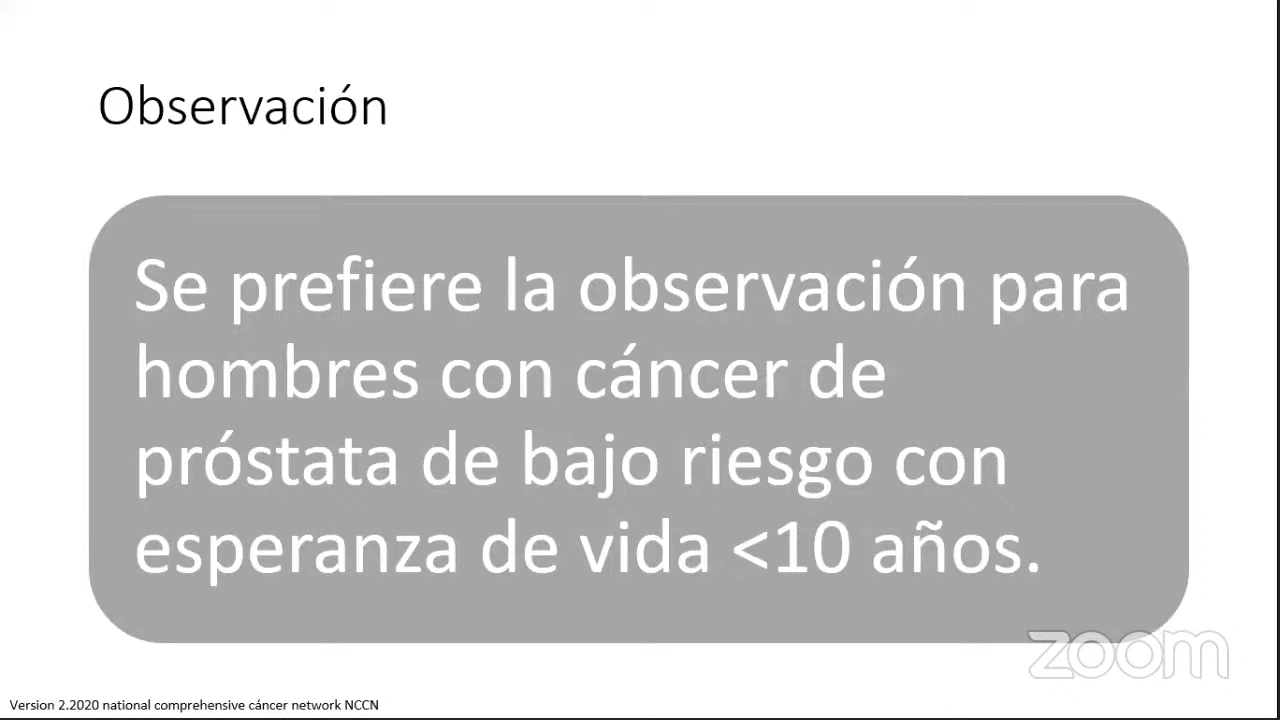 Observación
Se prefiere la observación para
hombres con cáncer de
próstata de bajo riesgo con
esperanza de vida <10 años.
zoom
Version 2.2020 national comprehensive cáncer network NCCN